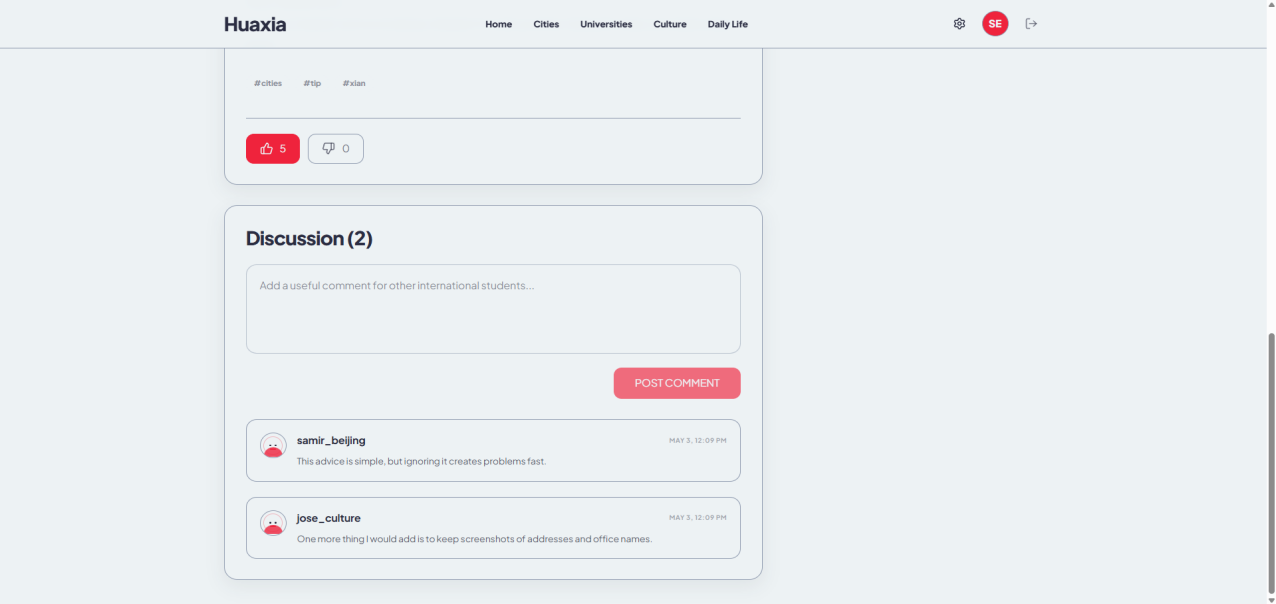 Huaxia
Home Cities Universities Culture Daily Life
SE
#cities #tip #xian
5 0
Discussion (2)
Add a useful comment for other international students...
POST COMMENT
samir_beijing MAY 3, 12:09 PM
This advice is simple, but ignoring it creates problems fast.
jose_culture MAY 3, 12:09 PM
One more thing I would add is to keep screenshots of addresses and office names.